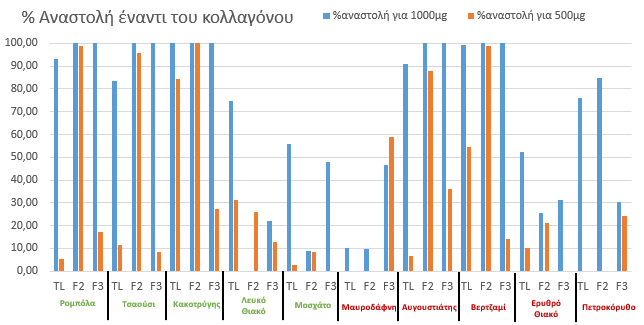 % Αναστολή έναντι του κολλαγόνου
%αναστολή για 1000μg %αναστολή για 500μg
100,00
90,00
80,00
70,00
60,00
50,00
40,00
30,00
20,00
10,00
0,00
TL F2 F3 TL F2 F3 TL F2 F3 TL F2 F3 TL F2 F3 TL F2 F3 TL F2 F3 TL F2 F3 TL F2 F3 TL F2 F3
Ρομπόλα Τσαούσι Κακοτρύγης Λευκό Θιακό Μοσχάτο Μαυροδάφνη Αυγουστιάτης Βερτζαμί Ερυθρό Θιακό Πετροκόρυθο